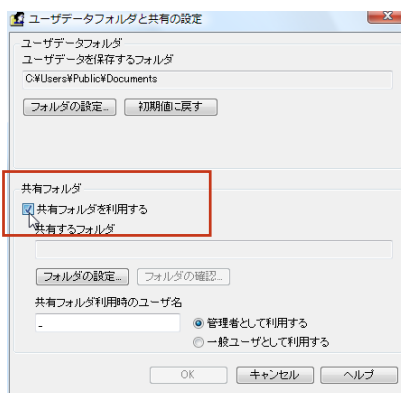 ユーザデータフォルダと共有の設定
ユーザデータフォルダ
ユーザデータを保存するフォルダ
C:¥Users¥Public¥Documents
フォルダの設定... 初期値に戻す
共有フォルダ
共有フォルダを利用する
共有するフォルダ
フォルダの設定... フォルダの確認...
共有フォルダ利用時のユーザ名
-
管理者として利用する
一般ユーザとして利用する
OK キャンセル ヘルプ